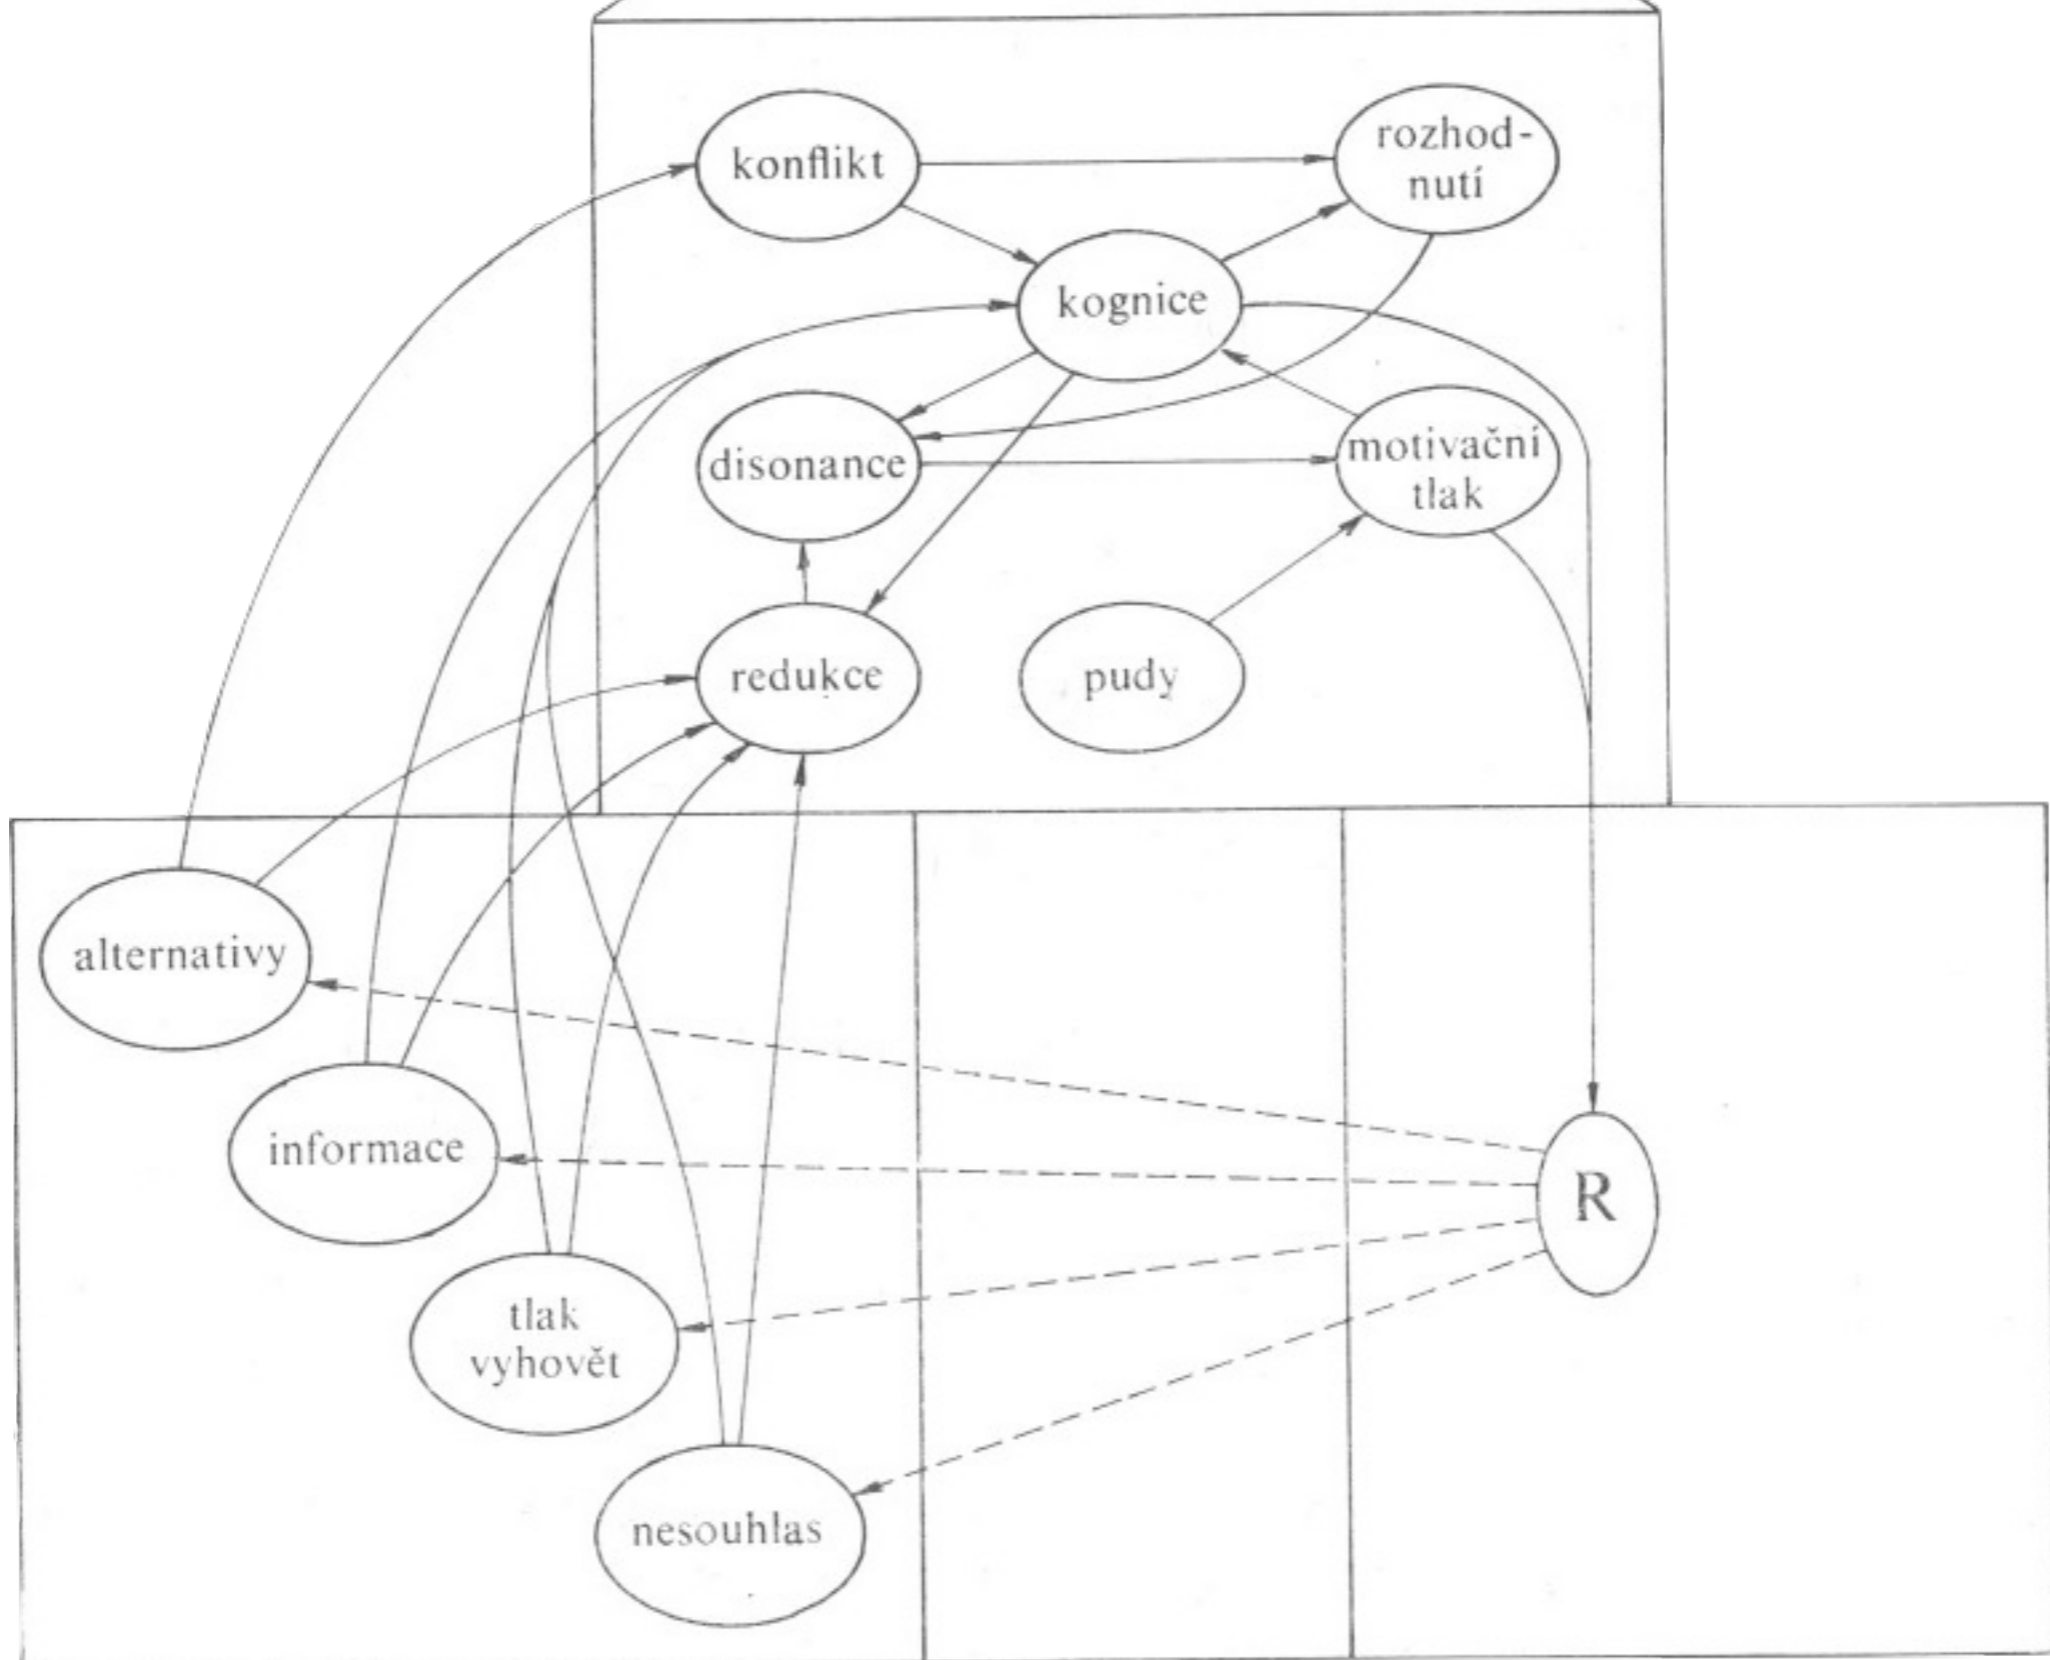 konflikt
rozhod-
nutí
kognice
disonance
motivační
tlak
redukce
pudy
alternativy
informace
R
tlak
vyhovět
nesouhlas